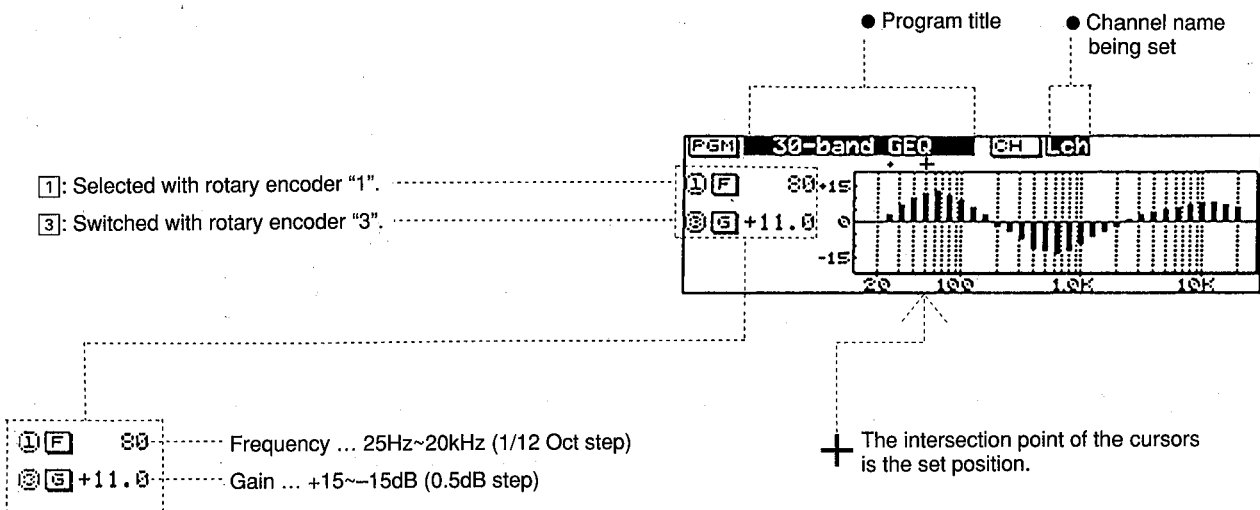 ● Program title
● Channel name
being set
PGM 30-band GEQ CH Lch
1: Selected with rotary encoder “1”.
① F 80
3: Switched with rotary encoder “3”.
③ G +11.0
+15
0
-15
20 100 1.0K 10K
① F 80 Frequency ... 25Hz~20kHz (1/12 Oct step)
③ G +11.0 Gain ... +15~–15dB (0.5dB step)
The intersection point of the cursors
is the set position.